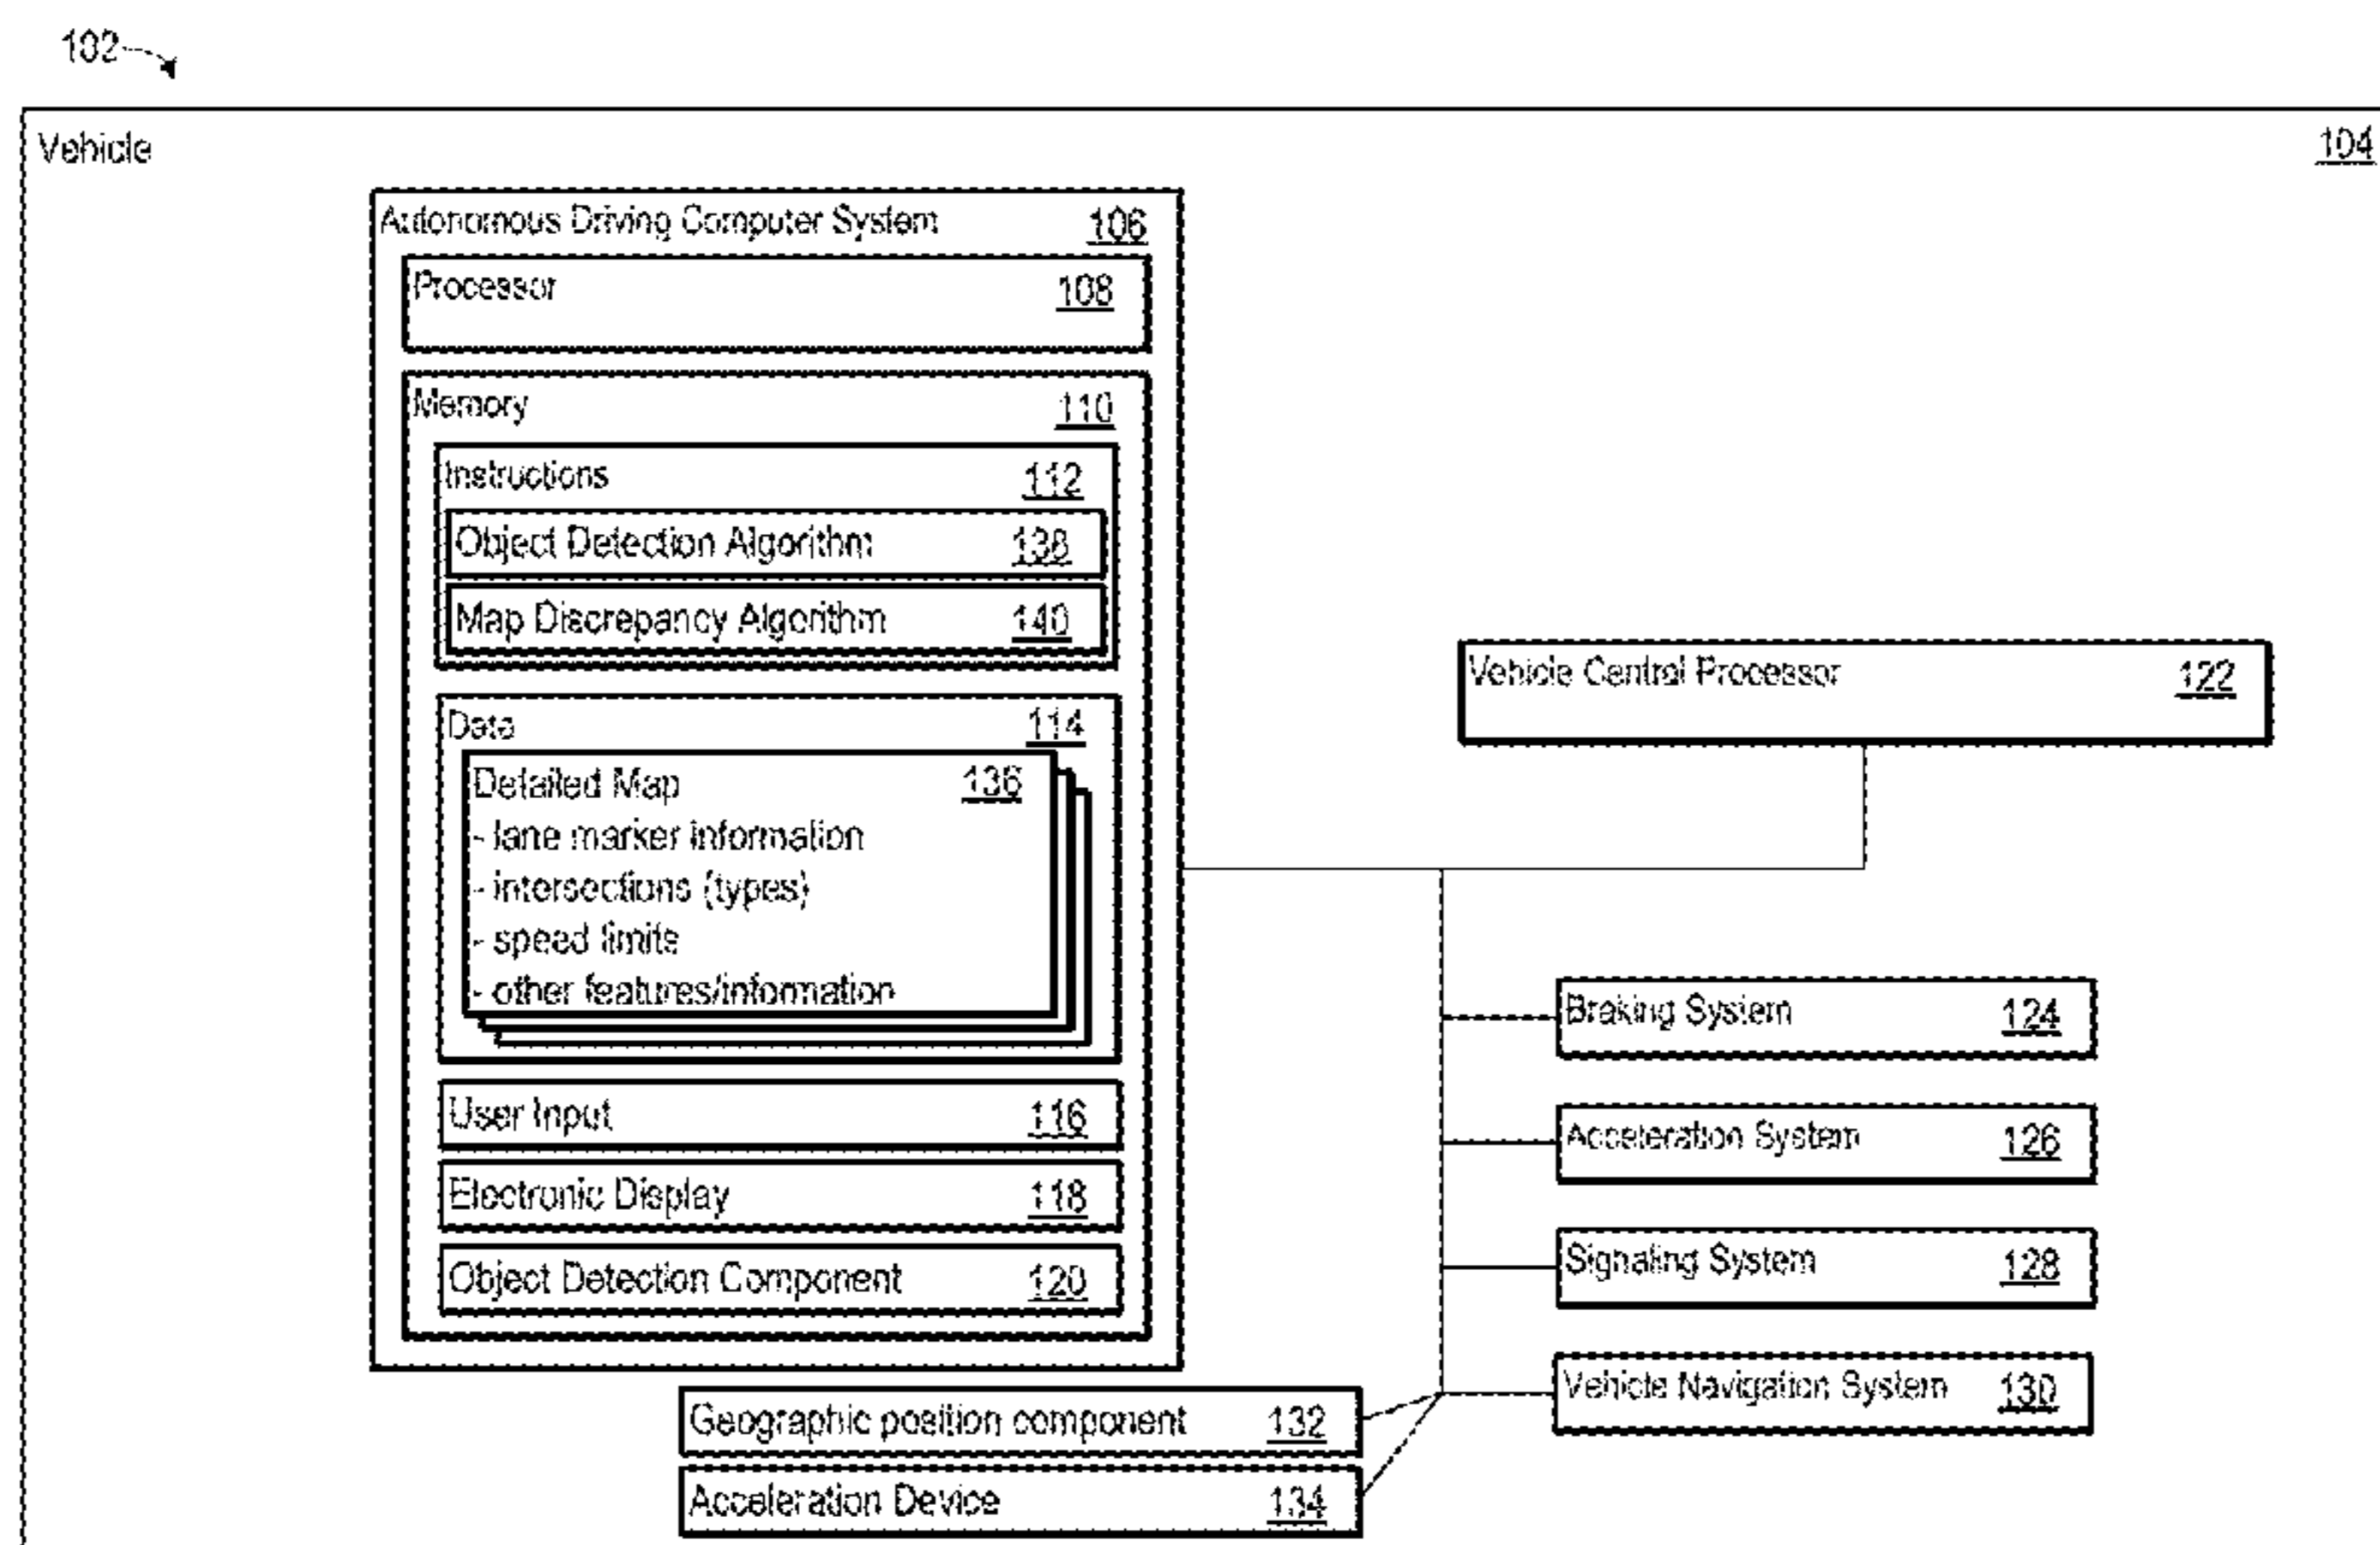 102
Vehicle 104
Autonomous Driving Computer System 106
Processor 108
Memory 110
Instructions 112
Object Detection Algorithm 138
Map Discrepancy Algorithm 140
Data 114
Detailed Map 136
- lane marker information
- intersections (types)
- speed limits
- other features/information
User Input 116
Electronic Display 118
Object Detection Component 120
Vehicle Central Processor 122
Braking System 124
Acceleration System 126
Signaling System 128
Vehicle Navigation System 130
Geographic position component 132
Acceleration Device 134